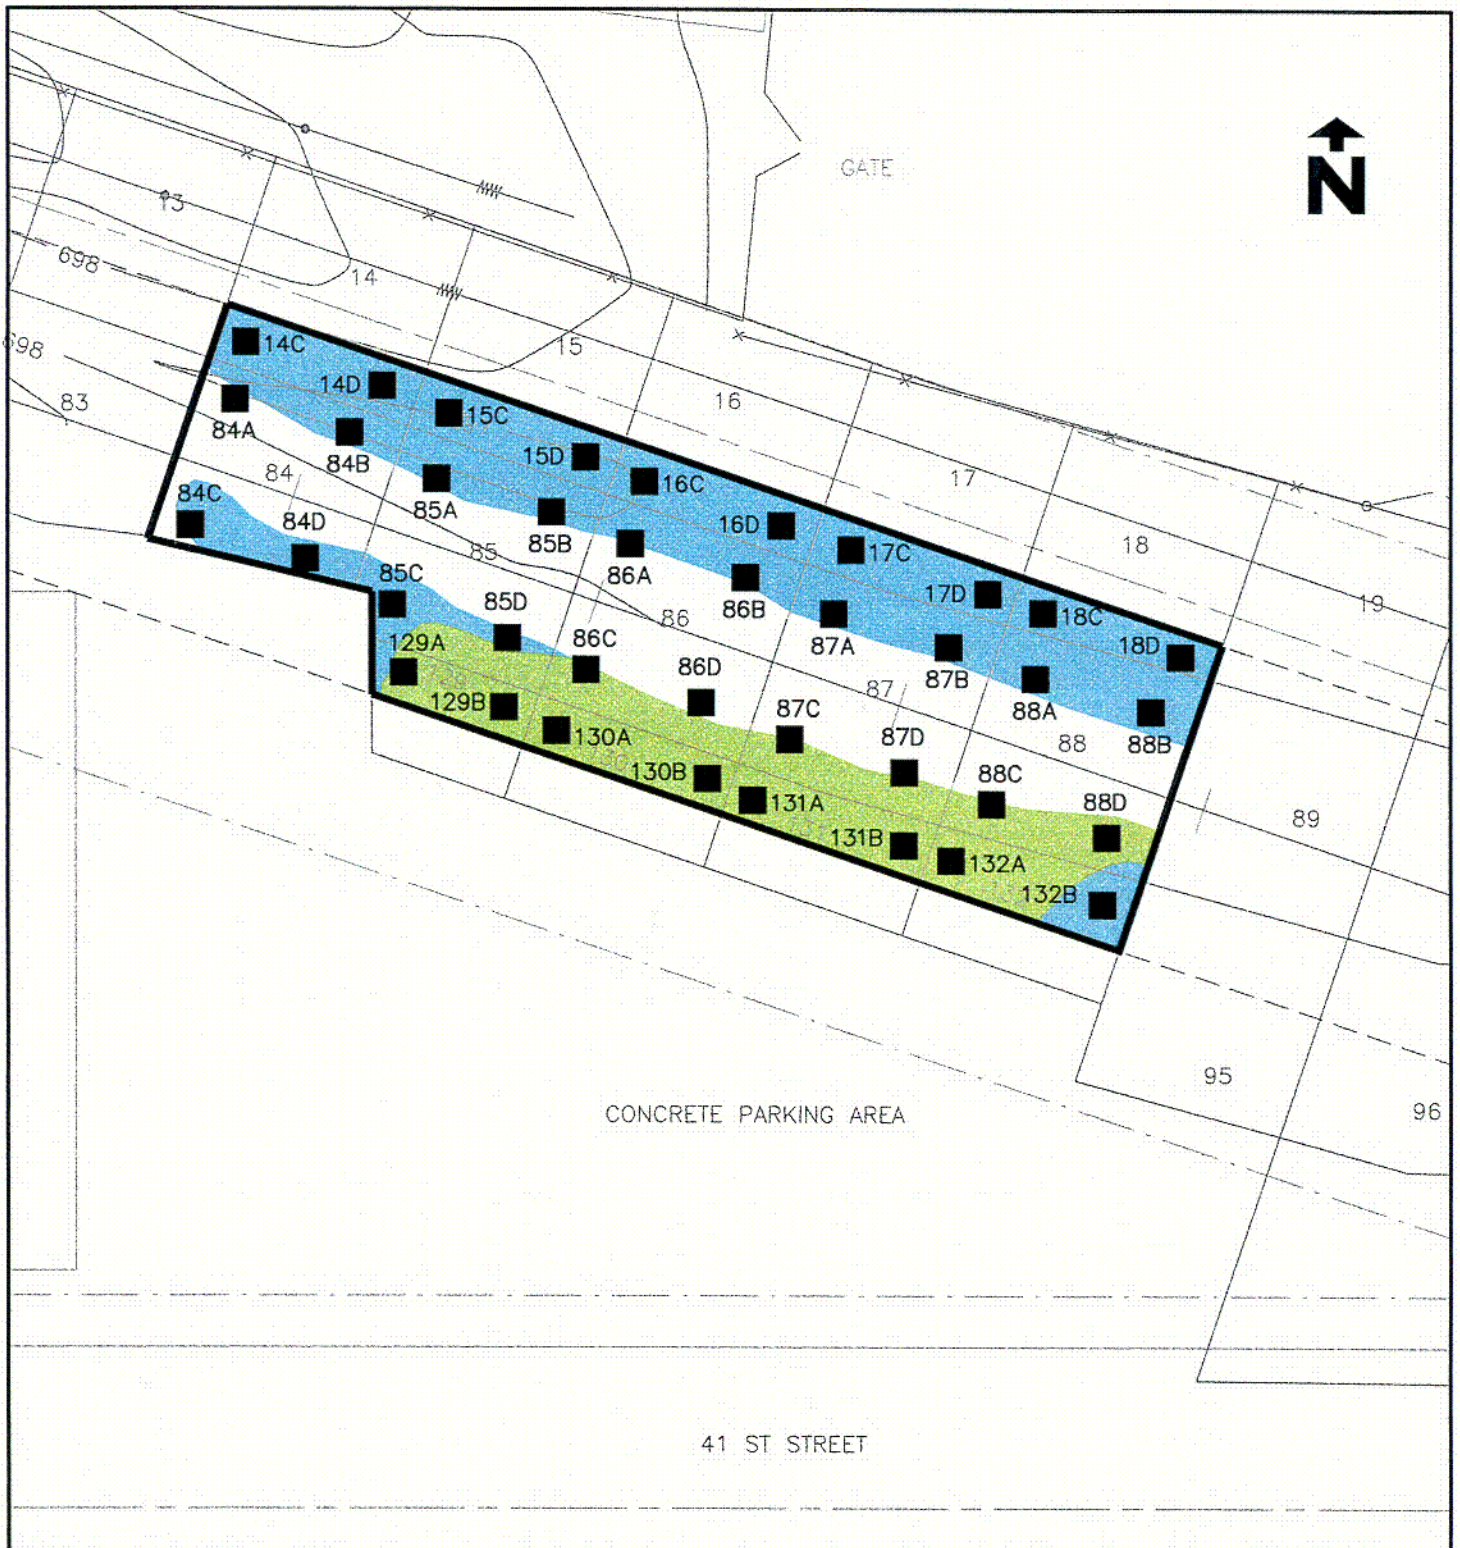 GATE
N
13
698
14
14C
15
698
14D
83
84A
15C
16
84B
15D
84
16C
17
84C
85A
84D
85B
16D
85
86A
17C
18
85C
85D
86
86B
17D
18C
19
129A
86C
87A
18D
86D
87
87B
129B
87C
88A
88B
130A
87D
88
130B
131A
88C
88D
89
131B
132A
132B
95
CONCRETE PARKING AREA
96
41 ST STREET